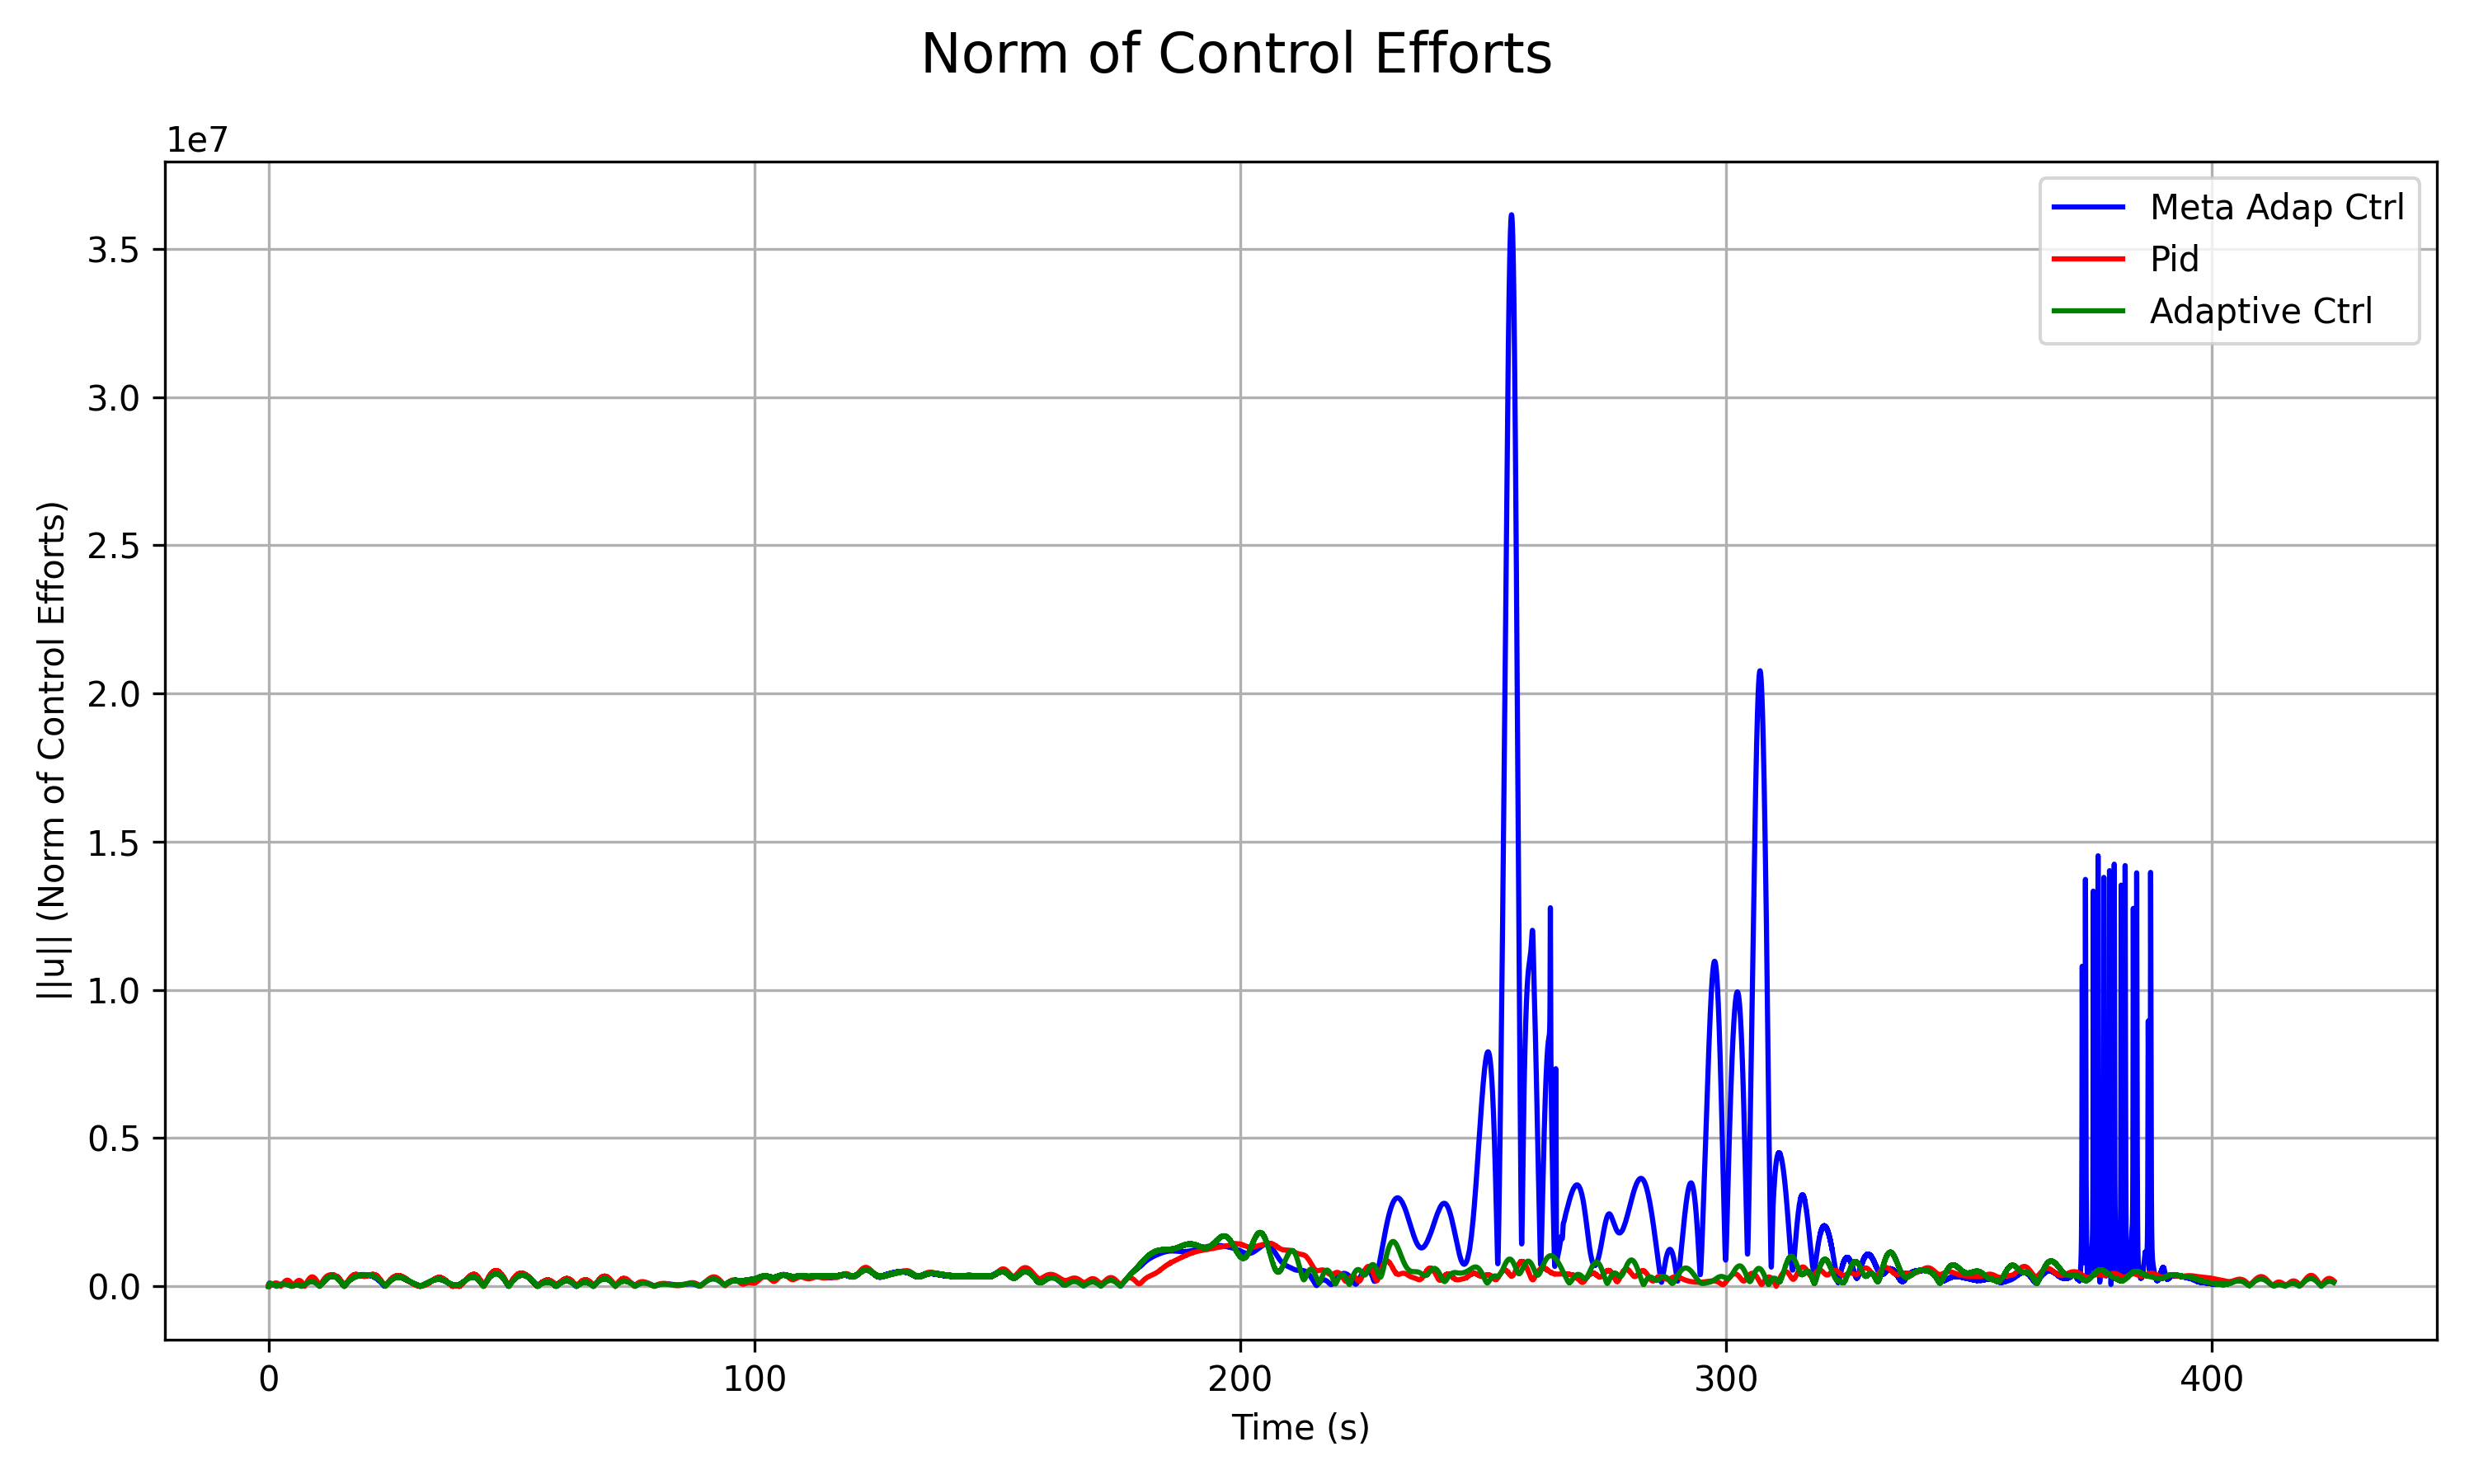 Norm of Control Efforts
1e7
Meta Adap Ctrl
Pid
Adaptive Ctrl
||u|| (Norm of Control Efforts)
3.5
3.0
2.5
2.0
1.5
1.0
0.5
0.0
0 100 200 300 400
Time (s)